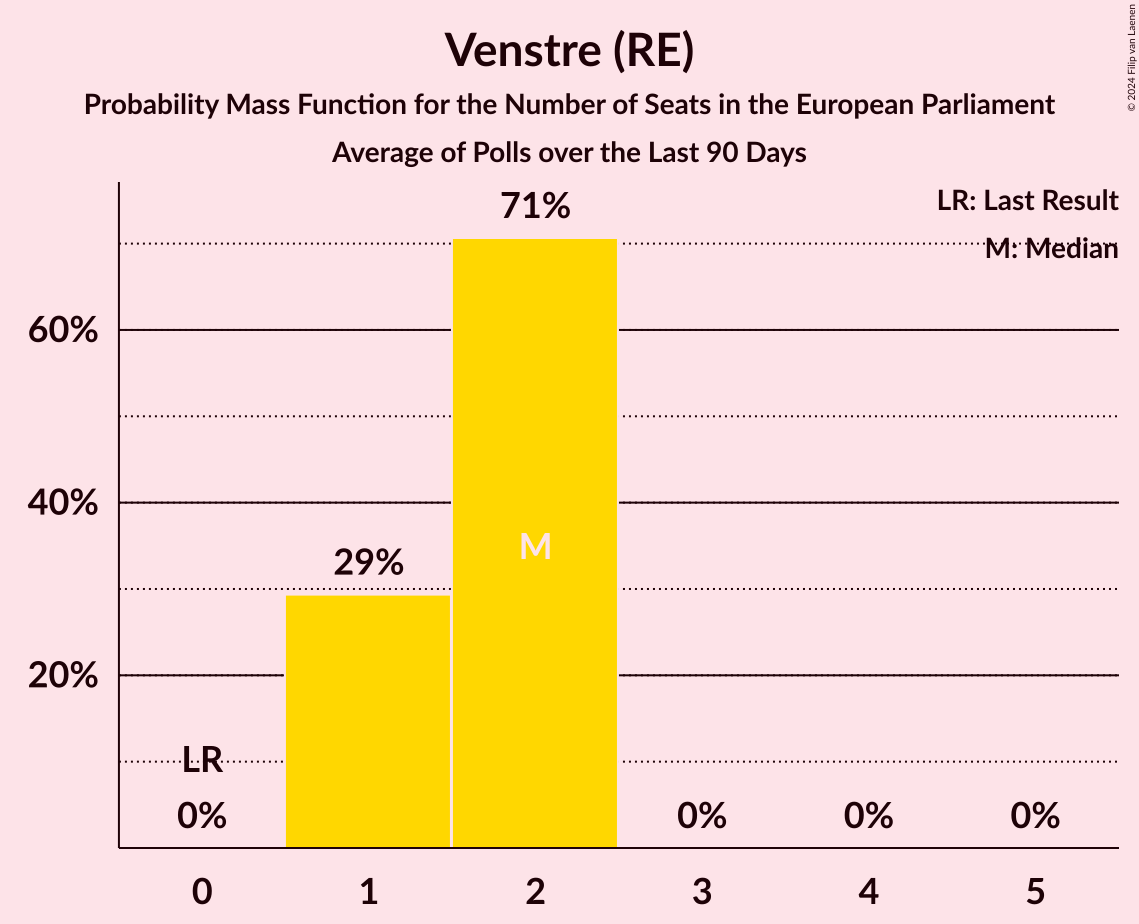 Venstre (RE)
Probability Mass Function for the Number of Seats in the European Parliament
Average of Polls over the Last 90 Days
© 2024 Filip van Laenen
LR: Last Result
M: Median
71%
60%
40%
29%
M
20%
LR
0%
0%
0%
0%
0
1
2
3
4
5